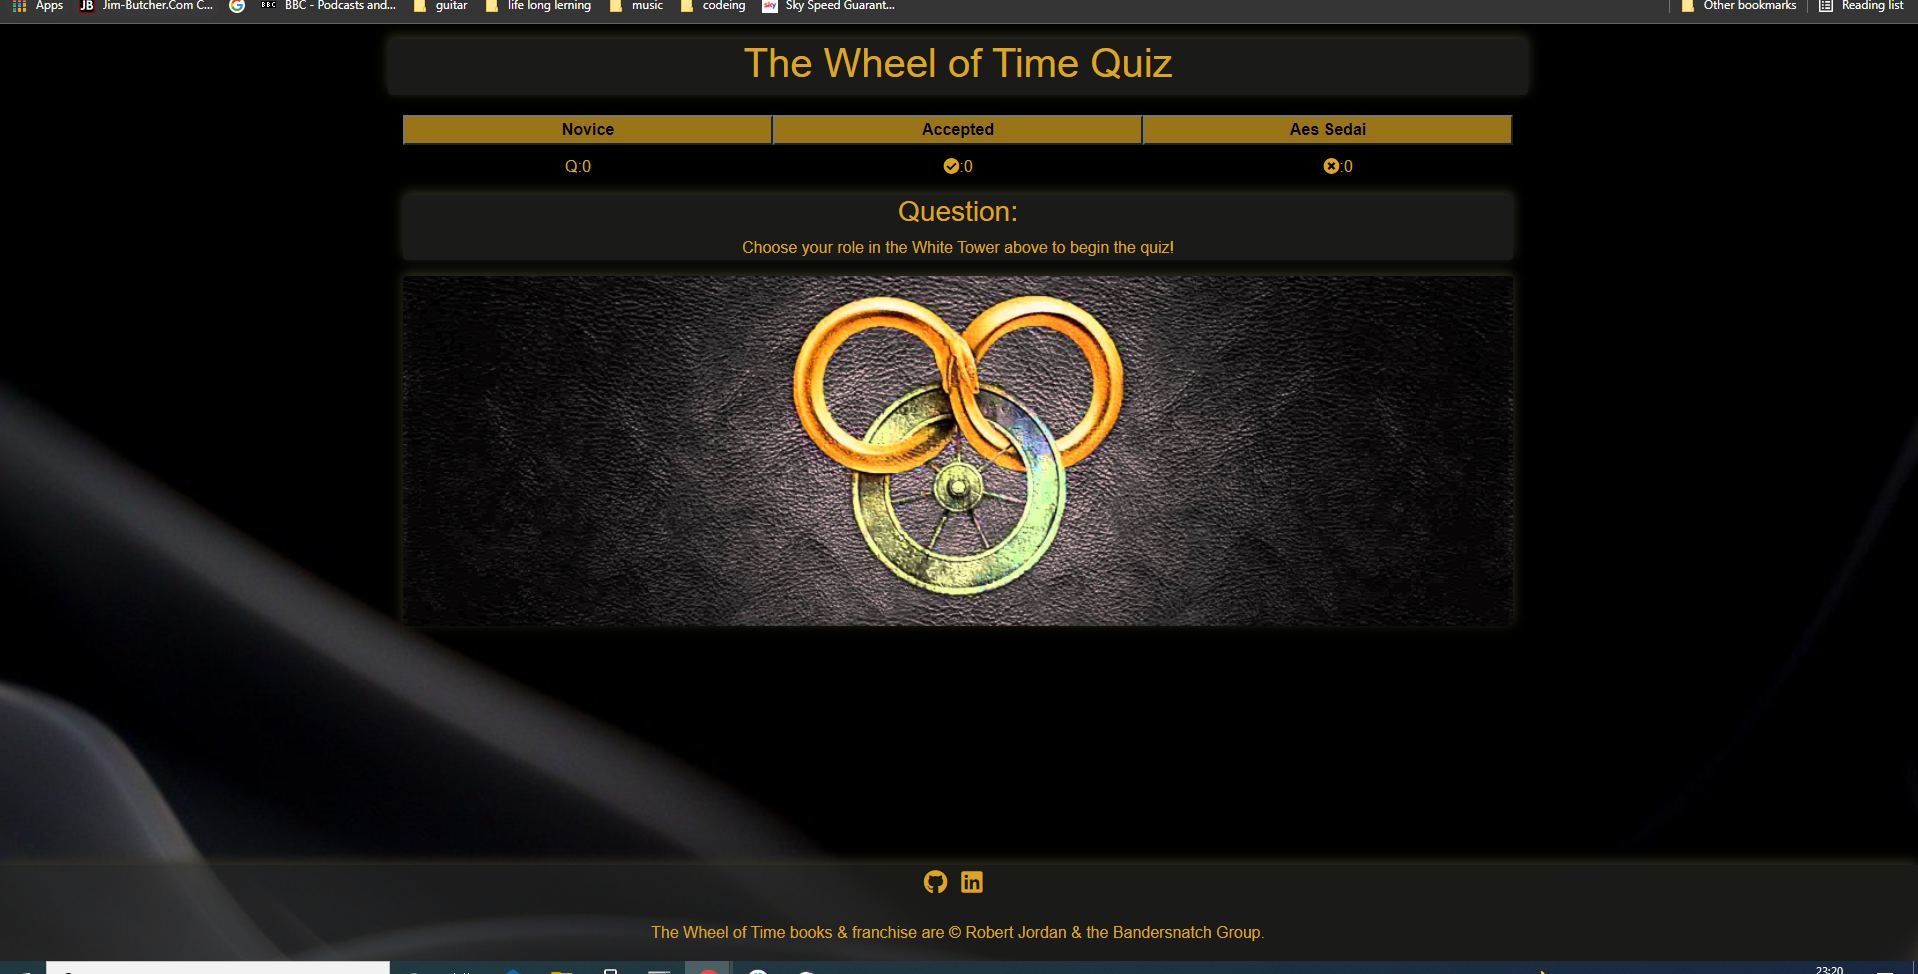 Apps JB Jim-Butcher.Com C... G BBC BBC - Podcasts and... guitar life long lerning music codeing sky Sky Speed Guarant... Other bookmarks Reading list
The Wheel of Time Quiz
Novice Accepted Aes Sedai
Q:0 :0 :0
Question:
Choose your role in the White Tower above to begin the quiz!
in
The Wheel of Time books & franchise are © Robert Jordan & the Bandersnatch Group.
23:20